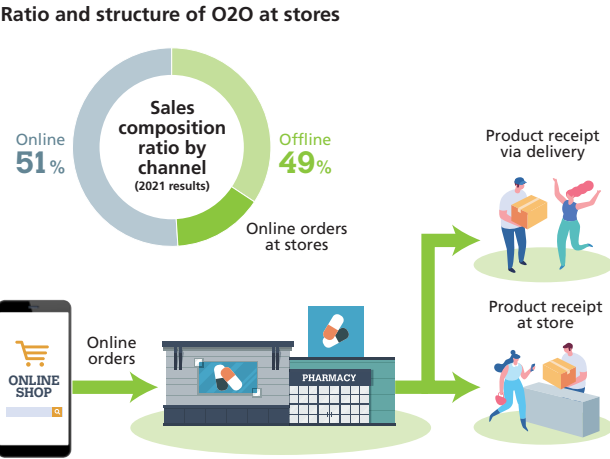 Ratio and structure of O2O at stores
Sales
composition
ratio by
channel
(2021 results)
Online
51%
Offline
49%
Online orders
at stores
Product receipt
via delivery
Product receipt
at store
Online
orders
ONLINE
SHOP
PHARMACY